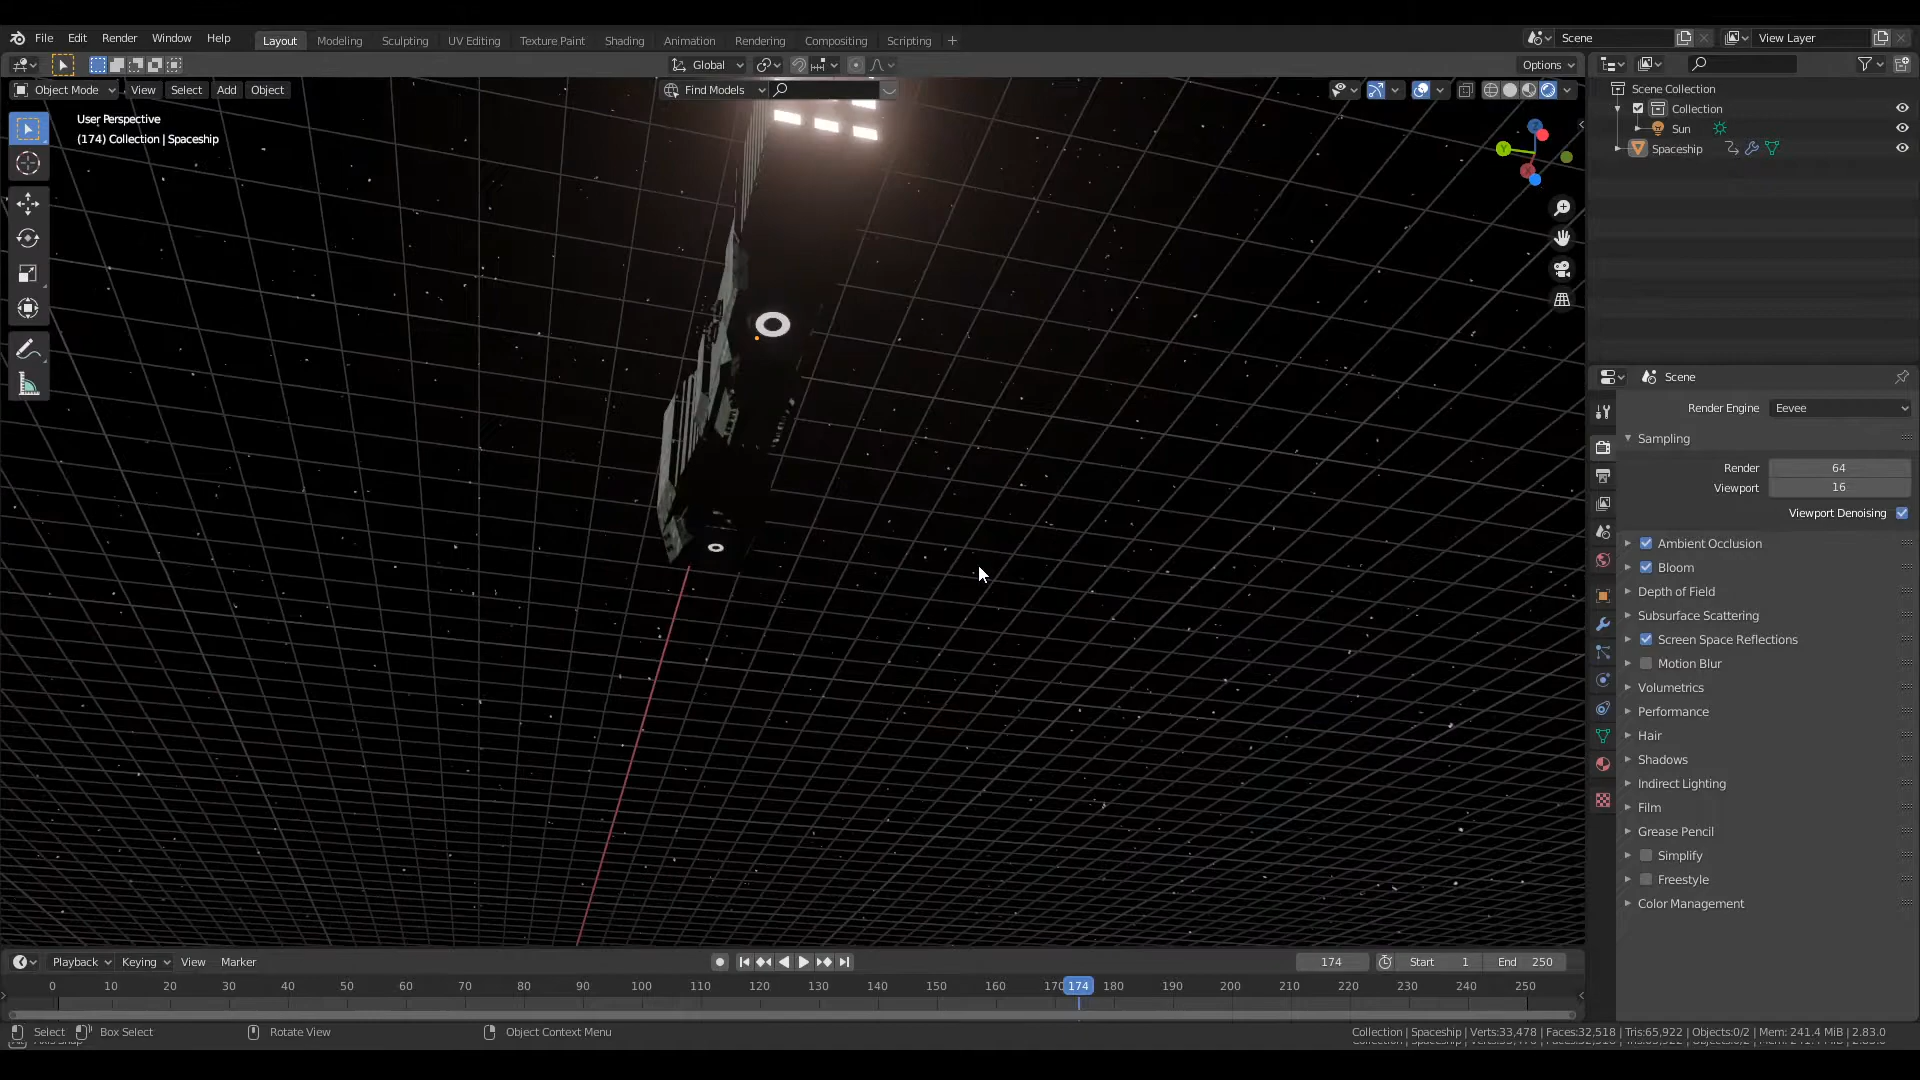 File Edit Render Window Help Layout Modeling Sculpting UV Editing Texture Paint Shading Animation Rendering Compositing Scripting + Scene View Layer
Global Options
Object Mode View Select Add Object Find Models
User Perspective
(174) Collection | Spaceship
Scene Collection
Collection
Sun
Spaceship
Z
Y
X
Scene
Render Engine Eevee
Sampling
Render 64
Viewport 16
Viewport Denoising
Ambient Occlusion
Bloom
Depth of Field
Subsurface Scattering
Screen Space Reflections
Motion Blur
Volumetrics
Performance
Hair
Shadows
Indirect Lighting
Film
Grease Pencil
Simplify
Freestyle
Color Management
Playback Keying View Marker 174 Start 1 End 250
0 10 20 30 40 50 60 70 80 90 100 110 120 130 140 150 160 170 174 180 190 200 210 220 230 240 250
Select Box Select Rotate View Object Context Menu Collection | Spaceship | Verts:33,478 | Faces:32,518 | Tris:65,922 | Objects:0/2 | Mem: 241.4 MiB | 2.83.0